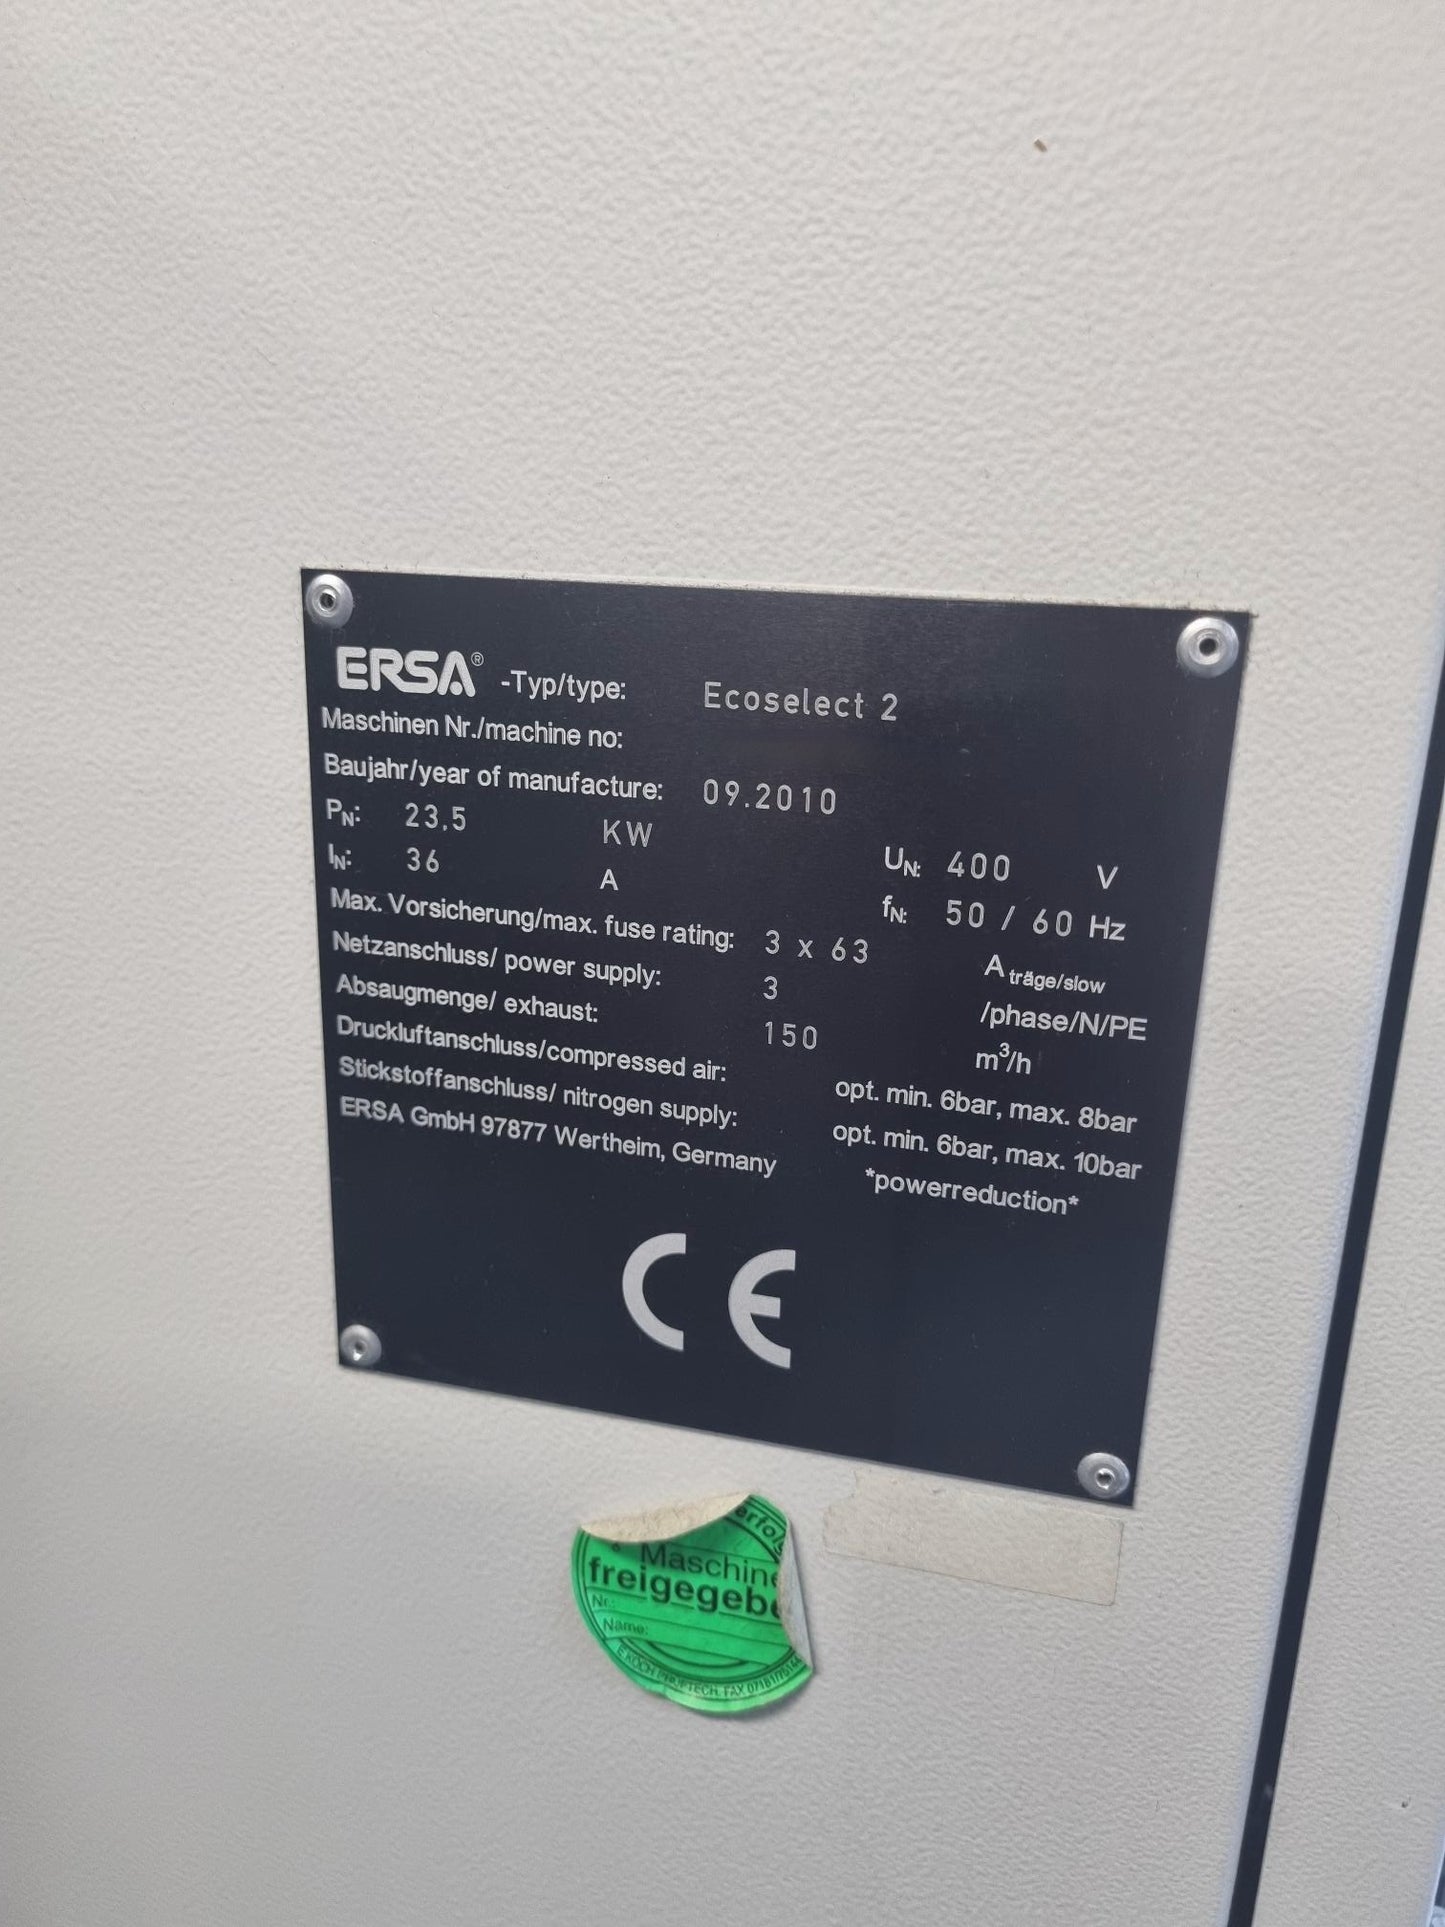 ERSA® -Typ/type: Ecoselect 2
Maschinen Nr./machine no:
Baujahr/year of manufacture: 09.2010
PN: 23,5 KW UN: 400 V
IN: 36 A fN: 50 / 60 Hz
Max. Vorsicherung/max. fuse rating: 3 x 63 A träge/slow
Netzanschluss/ power supply: 3 /phase/N/PE
Absaugmenge/ exhaust: 150 m³/h
Druckluftanschluss/compressed air: opt. min. 6bar, max. 8bar
Stickstoffanschluss/ nitrogen supply: opt. min. 6bar, max. 10bar
ERSA GmbH 97877 Wertheim, Germany *powerreduction*
CE
erfol
Maschine
freigegebe
Nr.:
Name: